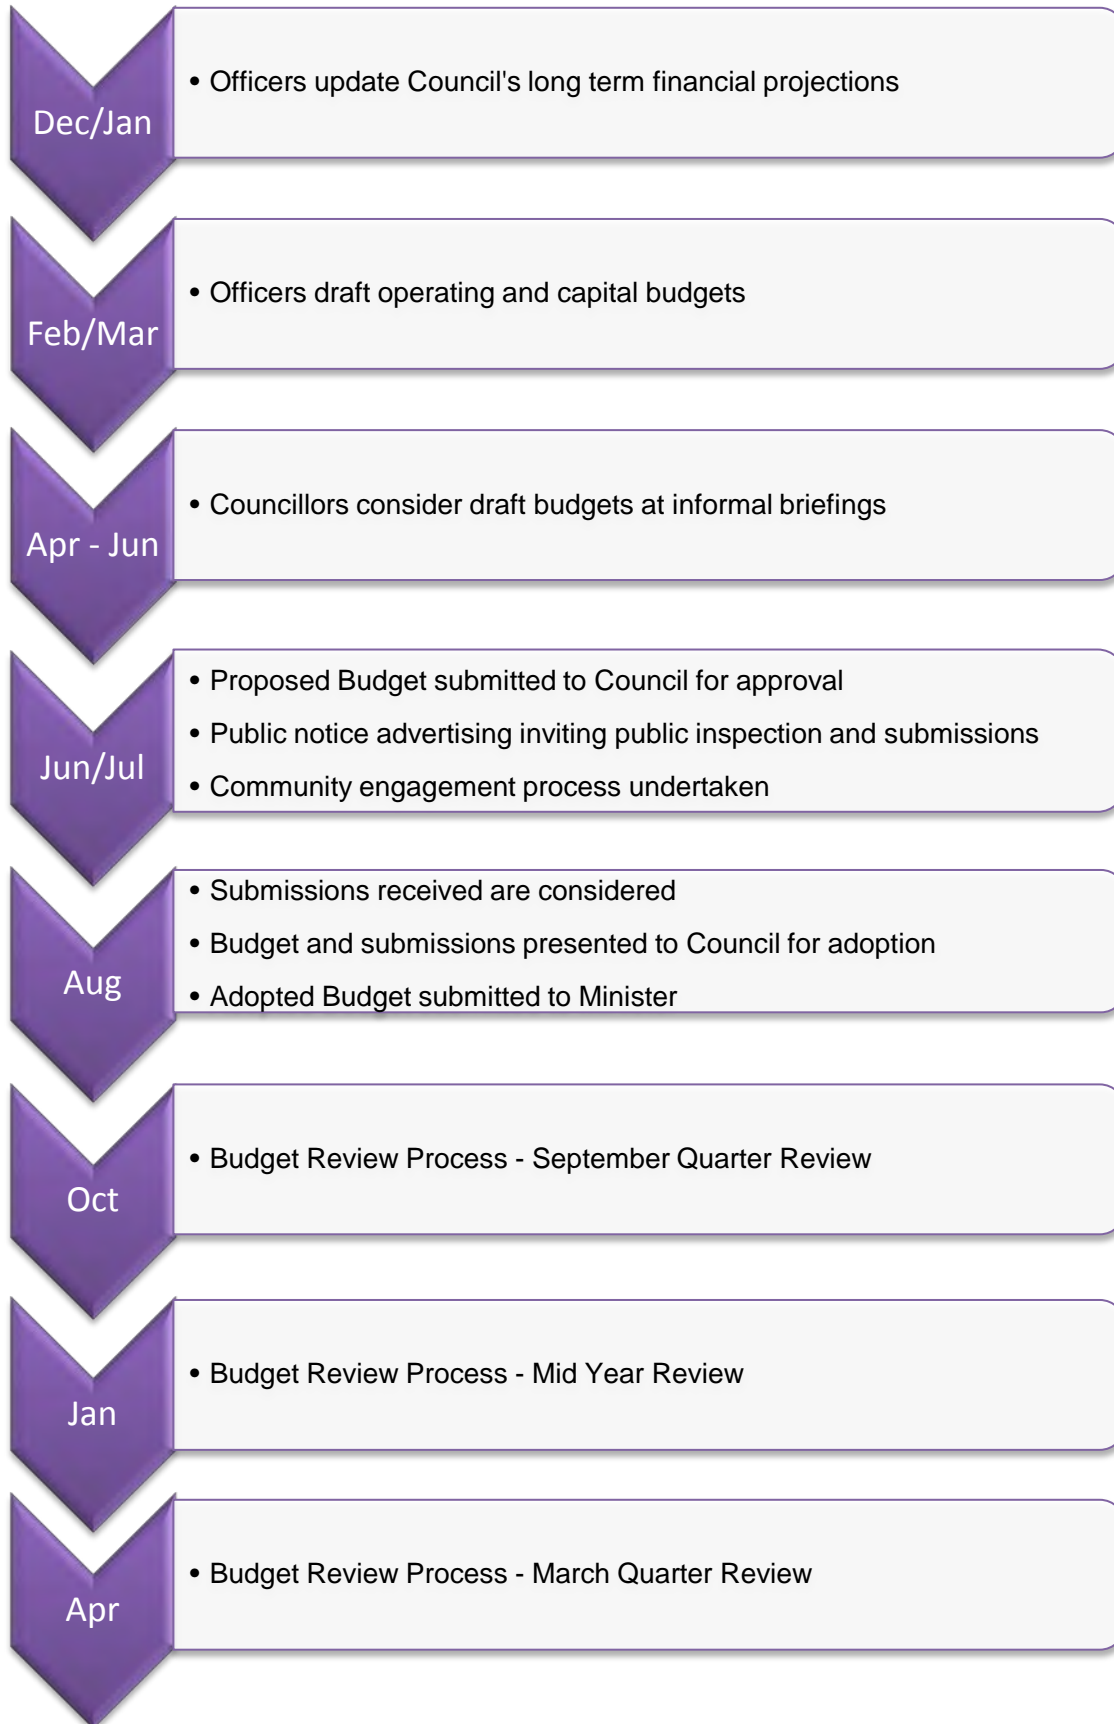 Dec/Jan
• Officers update Council's long term financial projections
Feb/Mar
• Officers draft operating and capital budgets
Apr - Jun
• Councillors consider draft budgets at informal briefings
Jun/Jul
• Proposed Budget submitted to Council for approval
• Public notice advertising inviting public inspection and submissions
• Community engagement process undertaken
Aug
• Submissions received are considered
• Budget and submissions presented to Council for adoption
• Adopted Budget submitted to Minister
Oct
• Budget Review Process - September Quarter Review
Jan
• Budget Review Process - Mid Year Review
Apr
• Budget Review Process - March Quarter Review